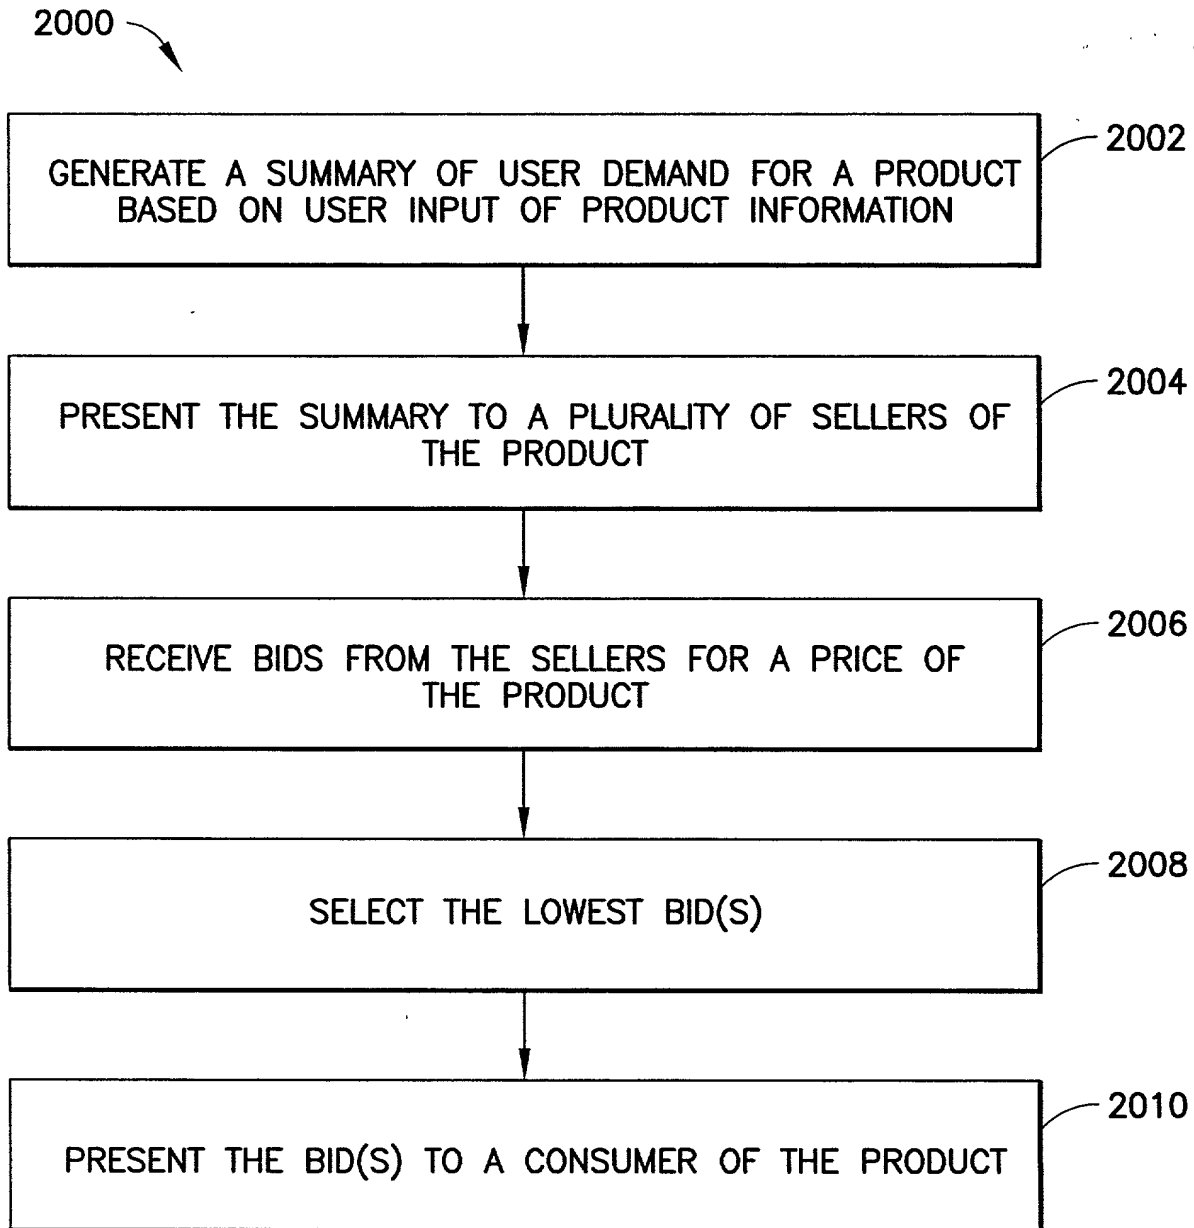 2000
2002
GENERATE A SUMMARY OF USER DEMAND FOR A PRODUCT
BASED ON USER INPUT OF PRODUCT INFORMATION
2004
PRESENT THE SUMMARY TO A PLURALITY OF SELLERS OF
THE PRODUCT
2006
RECEIVE BIDS FROM THE SELLERS FOR A PRICE OF
THE PRODUCT
2008
SELECT THE LOWEST BID(S)
2010
PRESENT THE BID(S) TO A CONSUMER OF THE PRODUCT